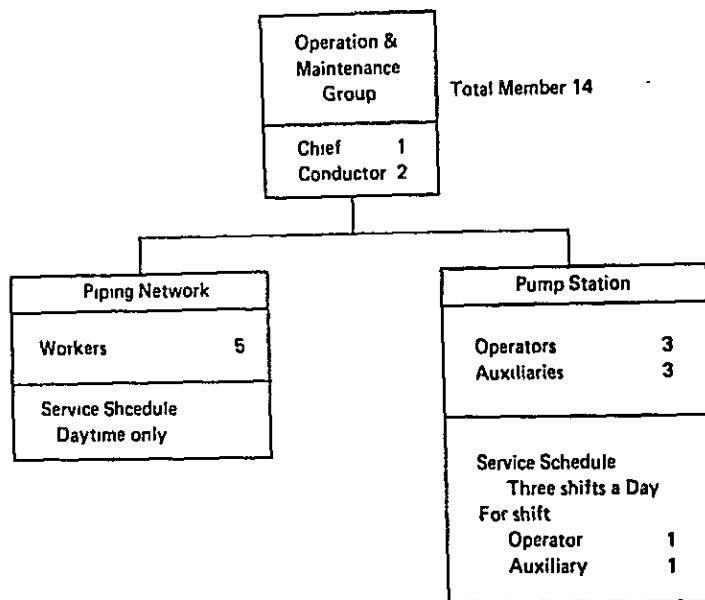 Operation &
Maintenance
Group
Total Member 14
Chief 1
Conductor 2
Piping Network
Workers 5
Service Shcedule
Daytime only
Pump Station
Operators 3
Auxiliaries 3
Service Schedule
Three shifts a Day
For shift
Operator 1
Auxiliary 1